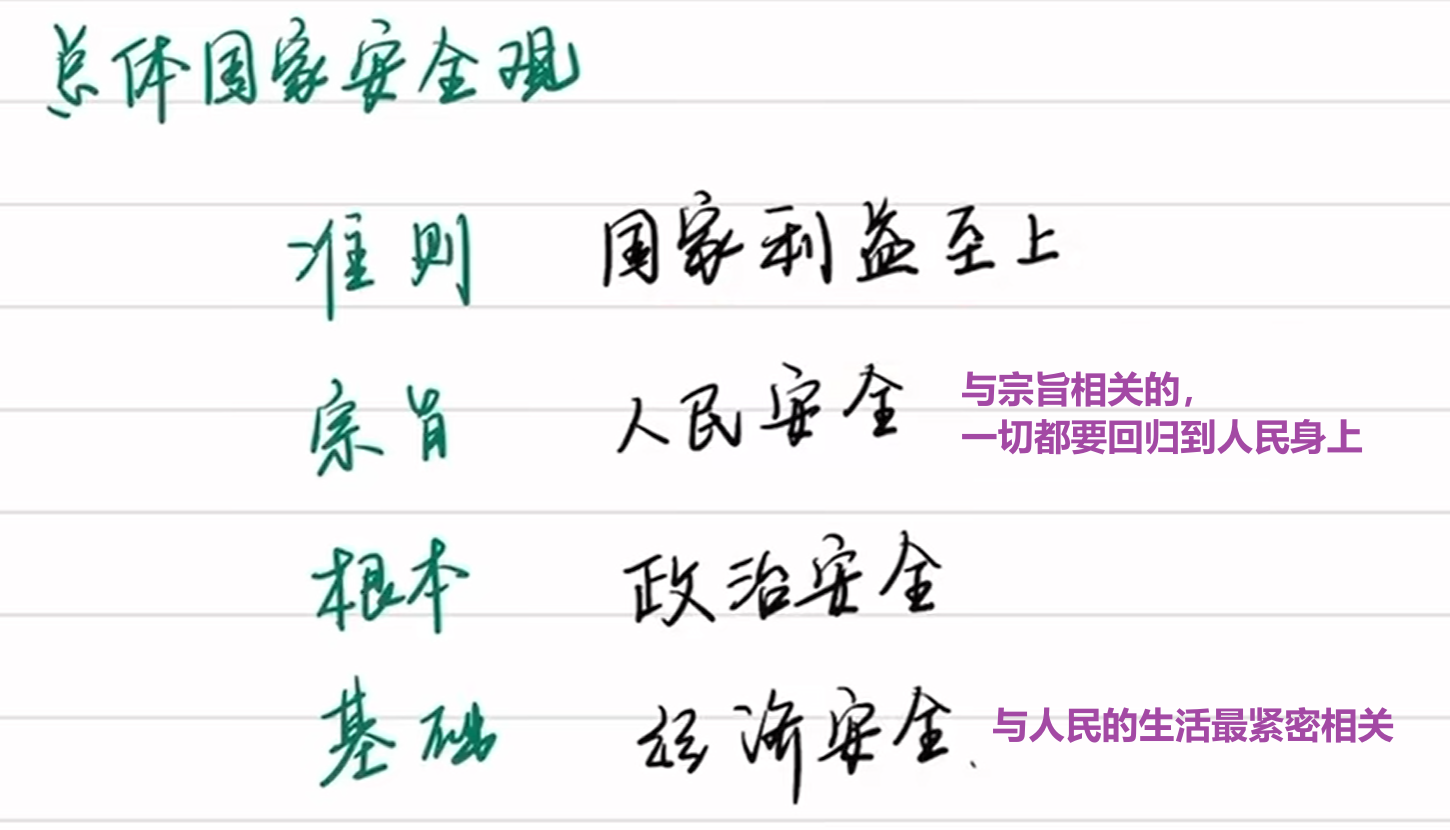 总体国家安全观
准则 国家利益至上
宗旨 人民安全
与宗旨相关的，
一切都要回归到人民身上
根本 政治安全
基础 经济安全.
与人民的生活最紧密相关